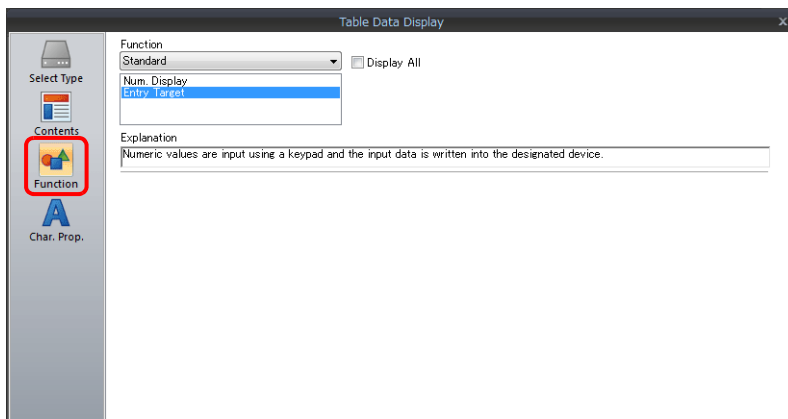 Table Data Display
x
Select Type
Contents
Function
Char. Prop.
Function
Standard
Display All
Num. Display
Entry Target
Explanation
Numeric values are input using a keypad and the input data is written into the designated device.